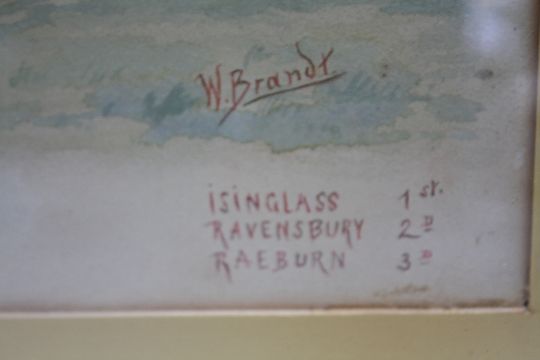 W. Brandt.
ISINGLASS 1st.
RAVENSBURY 2D
RAEBURN 3D